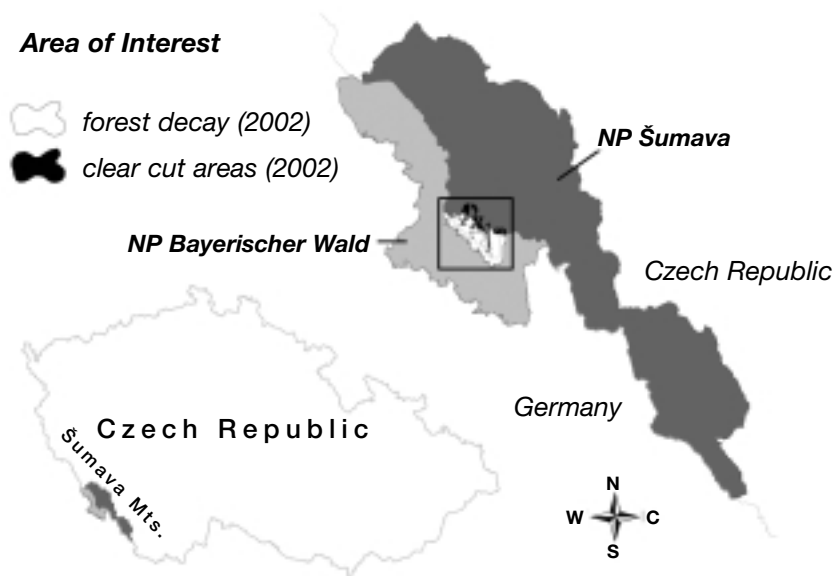 Area of Interest
forest decay (2002)
clear cut areas (2002)
NP Šumava
NP Bayerischer Wald
Czech Republic
Germany
Czech Republic
Šumava Mts.
N
W C
S